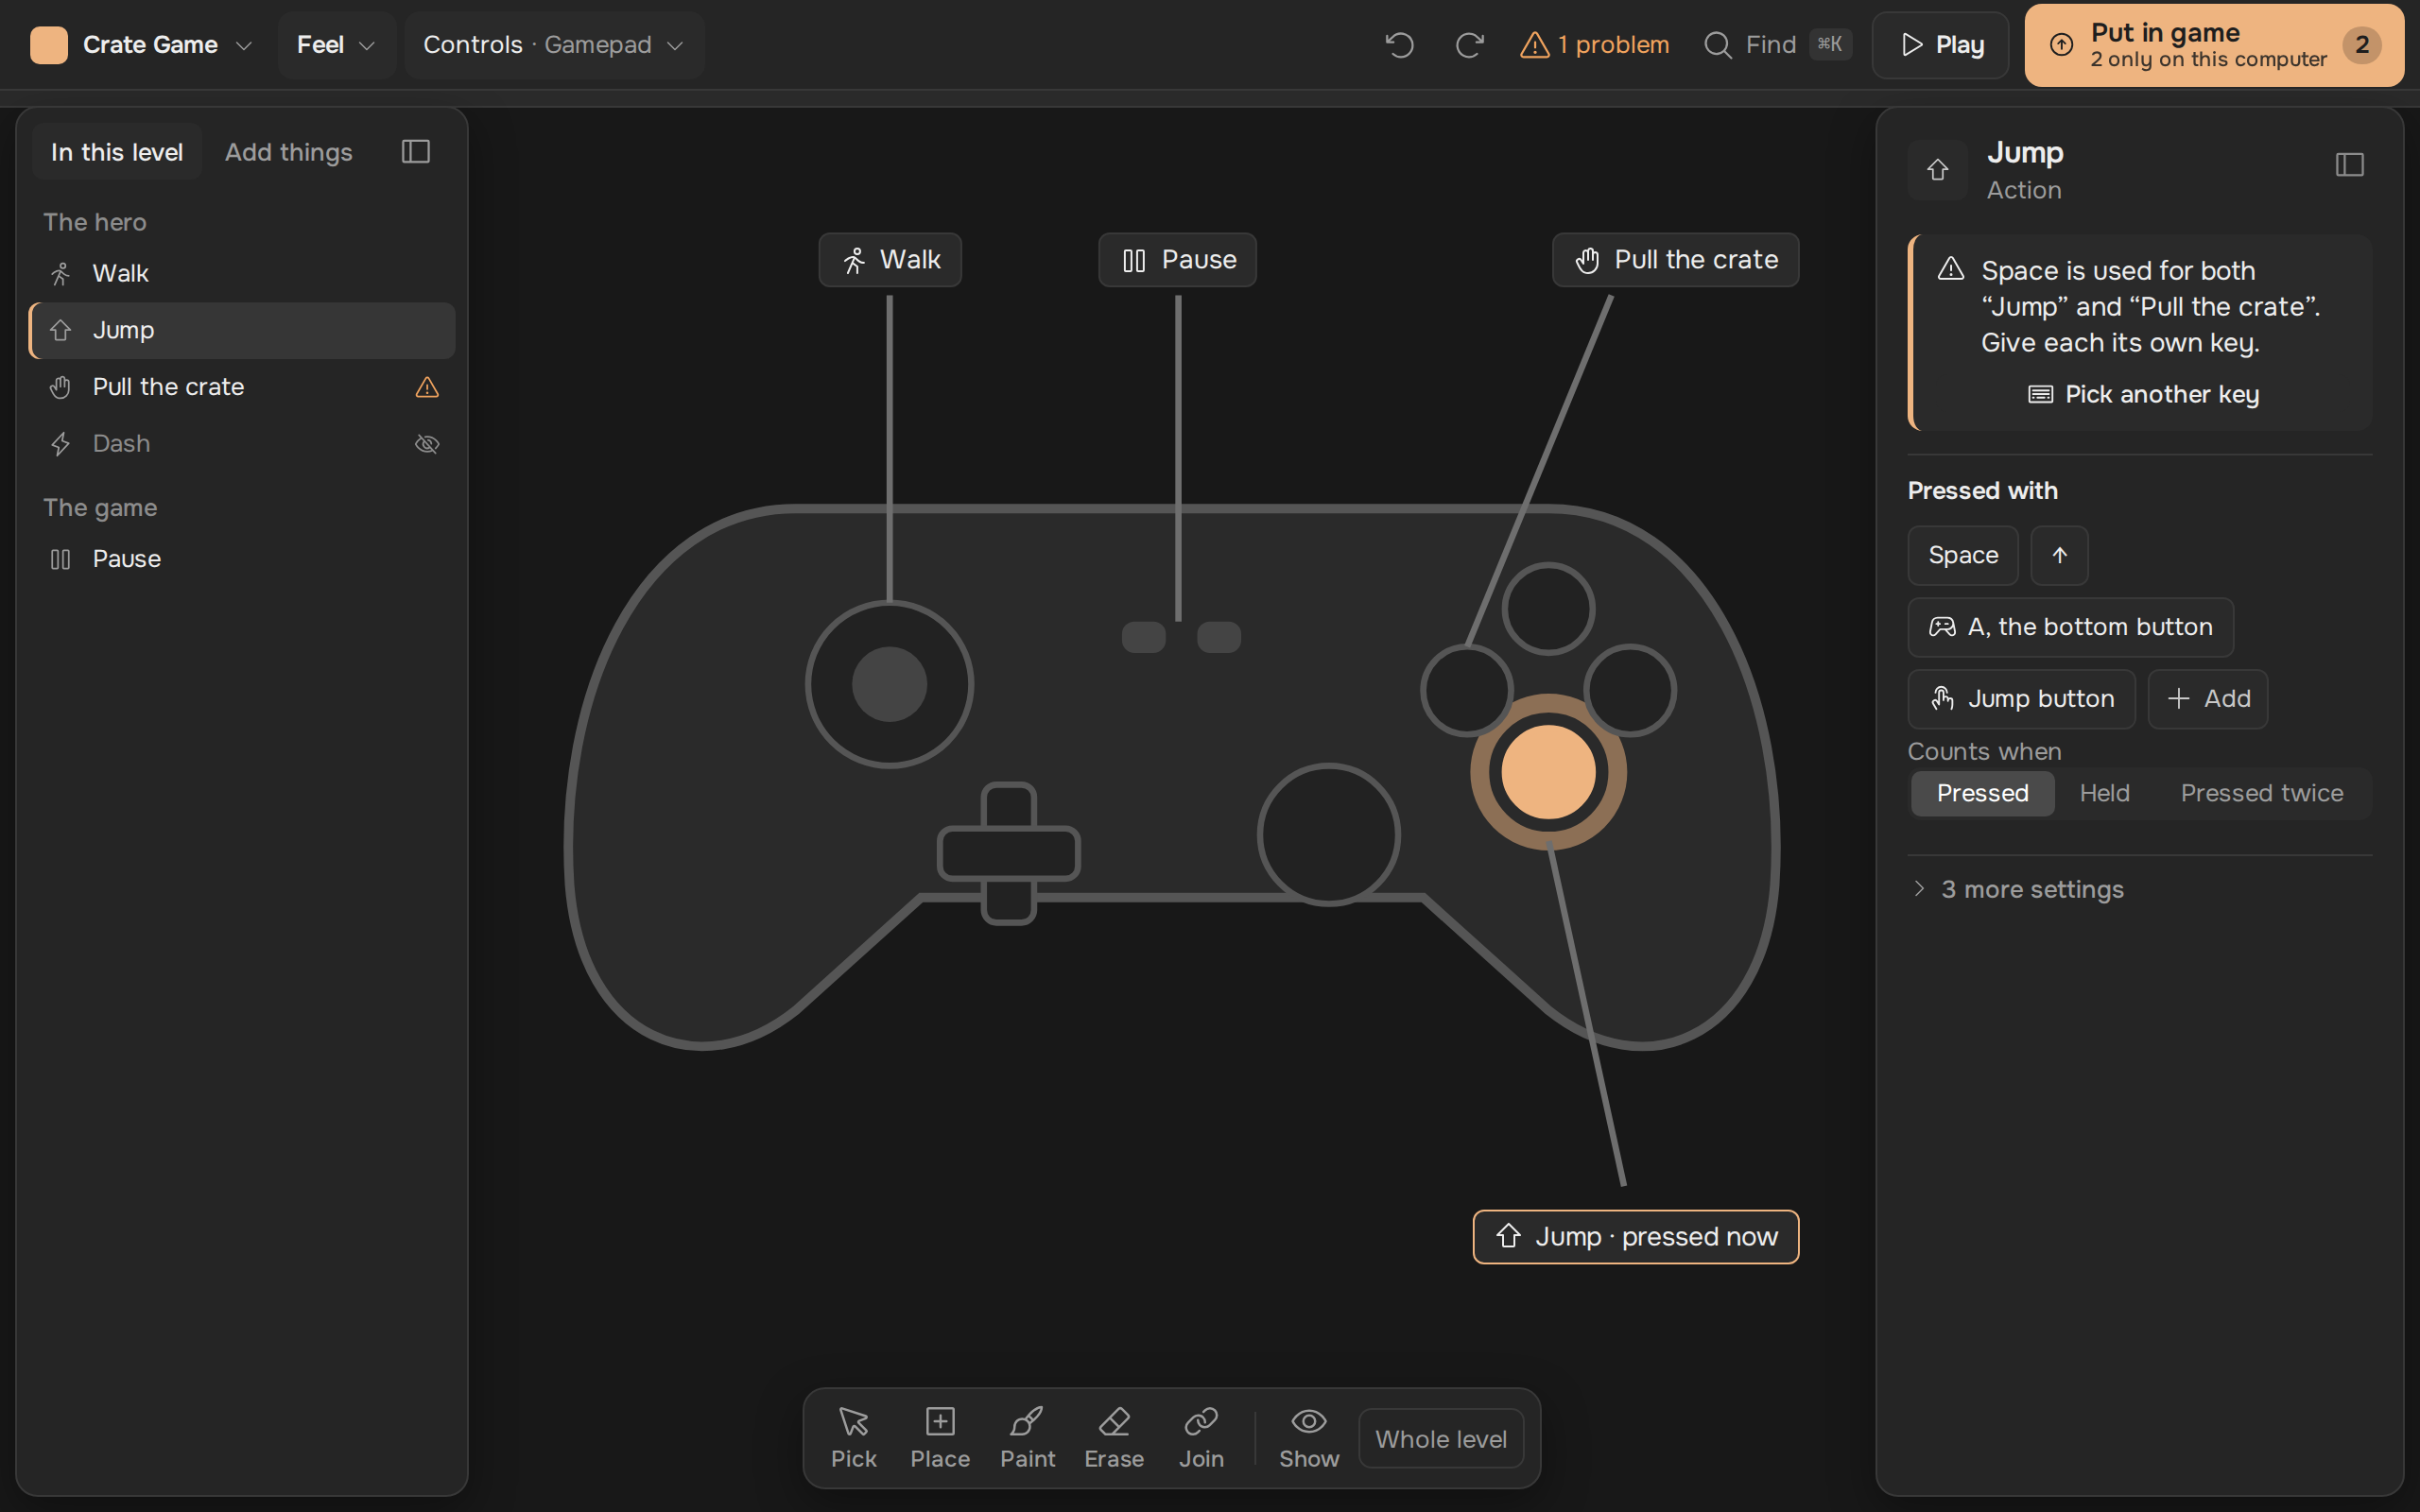 Crate Game
Feel
Controls · Gamepad
1 problem
Find ⌘K
Play
Put in game
2 only on this computer
2
In this level
Add things
The hero
Walk
Jump
Pull the crate
Dash
The game
Pause
Walk
Pause
Pull the crate
Jump · pressed now
Pick
Place
Paint
Erase
Join
Show
Whole level
Jump
Action
Space is used for both
“Jump” and “Pull the crate”.
Give each its own key.
Pick another key
Pressed with
Space
↑
A, the bottom button
Jump button
Add
Counts when
Pressed
Held
Pressed twice
3 more settings